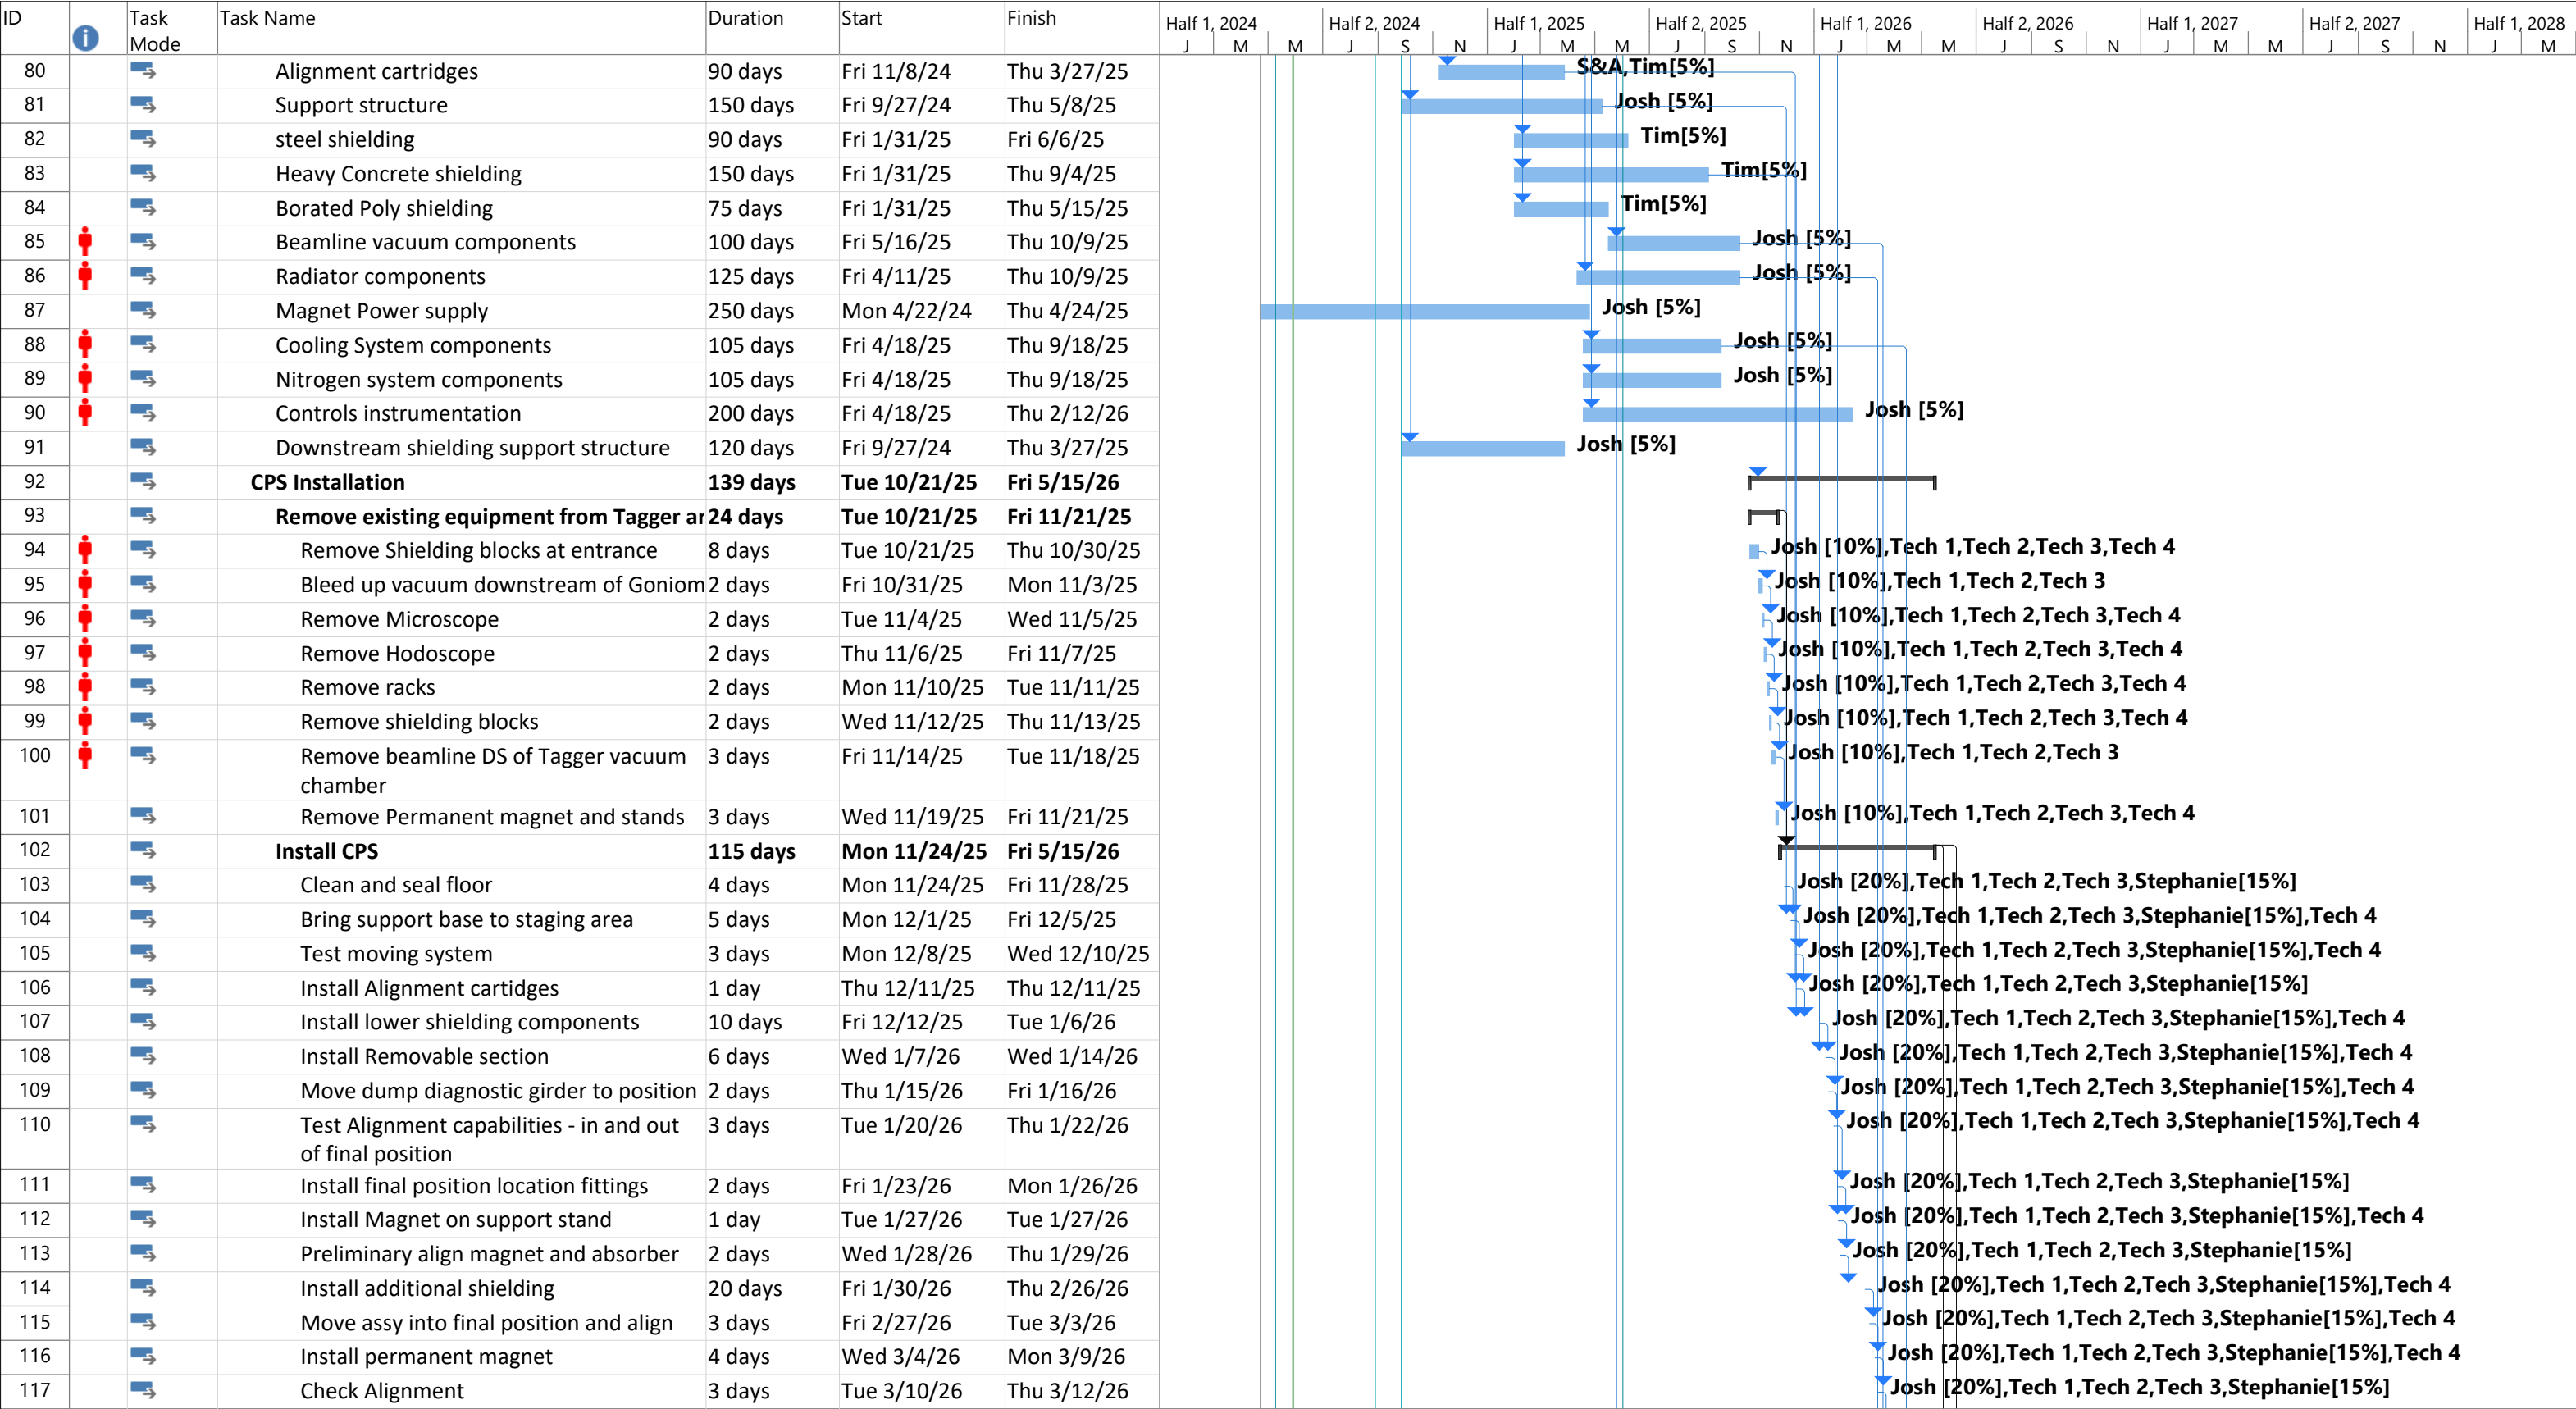 ID Task Mode Task Name Duration Start Finish Half 1, 2024 Half 2, 2024 Half 1, 2025 Half 2, 2025 Half 1, 2026 Half 2, 2026 Half 1, 2027 Half 2, 2027 Half 1, 2028
J M M J S N J M M J S N J M M J S N J M M J S N J M
80 Alignment cartridges 90 days Fri 11/8/24 Thu 3/27/25 S&A,Tim[5%]
81 Support structure 150 days Fri 9/27/24 Thu 5/8/25 Josh [5%]
82 steel shielding 90 days Fri 1/31/25 Fri 6/6/25 Tim[5%]
83 Heavy Concrete shielding 150 days Fri 1/31/25 Thu 9/4/25 Tim[5%]
84 Borated Poly shielding 75 days Fri 1/31/25 Thu 5/15/25 Tim[5%]
85 Beamline vacuum components 100 days Fri 5/16/25 Thu 10/9/25 Josh [5%]
86 Radiator components 125 days Fri 4/11/25 Thu 10/9/25 Josh [5%]
87 Magnet Power supply 250 days Mon 4/22/24 Thu 4/24/25 Josh [5%]
88 Cooling System components 105 days Fri 4/18/25 Thu 9/18/25 Josh [5%]
89 Nitrogen system components 105 days Fri 4/18/25 Thu 9/18/25 Josh [5%]
90 Controls instrumentation 200 days Fri 4/18/25 Thu 2/12/26 Josh [5%]
91 Downstream shielding support structure 120 days Fri 9/27/24 Thu 3/27/25 Josh [5%]
92 CPS Installation 139 days Tue 10/21/25 Fri 5/15/26
93 Remove existing equipment from Tagger ar 24 days Tue 10/21/25 Fri 11/21/25
94 Remove Shielding blocks at entrance 8 days Tue 10/21/25 Thu 10/30/25 Josh [10%],Tech 1,Tech 2,Tech 3,Tech 4
95 Bleed up vacuum downstream of Goniom 2 days Fri 10/31/25 Mon 11/3/25 Josh [10%],Tech 1,Tech 2,Tech 3
96 Remove Microscope 2 days Tue 11/4/25 Wed 11/5/25 Josh [10%],Tech 1,Tech 2,Tech 3,Tech 4
97 Remove Hodoscope 2 days Thu 11/6/25 Fri 11/7/25 Josh [10%],Tech 1,Tech 2,Tech 3,Tech 4
98 Remove racks 2 days Mon 11/10/25 Tue 11/11/25 Josh [10%],Tech 1,Tech 2,Tech 3,Tech 4
99 Remove shielding blocks 2 days Wed 11/12/25 Thu 11/13/25 Josh [10%],Tech 1,Tech 2,Tech 3,Tech 4
100 Remove beamline DS of Tagger vacuum 3 days Fri 11/14/25 Tue 11/18/25 Josh [10%],Tech 1,Tech 2,Tech 3
chamber
101 Remove Permanent magnet and stands 3 days Wed 11/19/25 Fri 11/21/25 Josh [10%],Tech 1,Tech 2,Tech 3,Tech 4
102 Install CPS 115 days Mon 11/24/25 Fri 5/15/26
103 Clean and seal floor 4 days Mon 11/24/25 Fri 11/28/25 Josh [20%],Tech 1,Tech 2,Tech 3,Stephanie[15%]
104 Bring support base to staging area 5 days Mon 12/1/25 Fri 12/5/25 Josh [20%],Tech 1,Tech 2,Tech 3,Stephanie[15%],Tech 4
105 Test moving system 3 days Mon 12/8/25 Wed 12/10/25 Josh [20%],Tech 1,Tech 2,Tech 3,Stephanie[15%],Tech 4
106 Install Alignment cartidges 1 day Thu 12/11/25 Thu 12/11/25 Josh [20%],Tech 1,Tech 2,Tech 3,Stephanie[15%]
107 Install lower shielding components 10 days Fri 12/12/25 Tue 1/6/26 Josh [20%],Tech 1,Tech 2,Tech 3,Stephanie[15%],Tech 4
108 Install Removable section 6 days Wed 1/7/26 Wed 1/14/26 Josh [20%],Tech 1,Tech 2,Tech 3,Stephanie[15%],Tech 4
109 Move dump diagnostic girder to position 2 days Thu 1/15/26 Fri 1/16/26 Josh [20%],Tech 1,Tech 2,Tech 3,Stephanie[15%],Tech 4
110 Test Alignment capabilities - in and out 3 days Tue 1/20/26 Thu 1/22/26 Josh [20%],Tech 1,Tech 2,Tech 3,Stephanie[15%],Tech 4
of final position
111 Install final position location fittings 2 days Fri 1/23/26 Mon 1/26/26 Josh [20%],Tech 1,Tech 2,Tech 3,Stephanie[15%]
112 Install Magnet on support stand 1 day Tue 1/27/26 Tue 1/27/26 Josh [20%],Tech 1,Tech 2,Tech 3,Stephanie[15%],Tech 4
113 Preliminary align magnet and absorber 2 days Wed 1/28/26 Thu 1/29/26 Josh [20%],Tech 1,Tech 2,Tech 3,Stephanie[15%]
114 Install additional shielding 20 days Fri 1/30/26 Thu 2/26/26 Josh [20%],Tech 1,Tech 2,Tech 3,Stephanie[15%],Tech 4
115 Move assy into final position and align 3 days Fri 2/27/26 Tue 3/3/26 Josh [20%],Tech 1,Tech 2,Tech 3,Stephanie[15%],Tech 4
116 Install permanent magnet 4 days Wed 3/4/26 Mon 3/9/26 Josh [20%],Tech 1,Tech 2,Tech 3,Stephanie[15%],Tech 4
117 Check Alignment 3 days Tue 3/10/26 Thu 3/12/26 Josh [20%],Tech 1,Tech 2,Tech 3,Stephanie[15%]